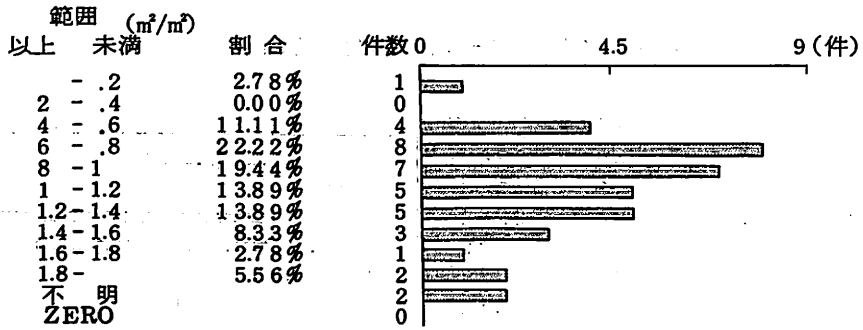 範囲 (m²/m²)
以上 未満 割合 件数 0 4.5 9 (件)
- .2 2.78% 1
2 - .4 0.00% 0
4 - .6 11.11% 4
6 - .8 22.22% 8
8 - 1 19.44% 7
1 - 1.2 13.89% 5
1.2 - 1.4 13.89% 5
1.4 - 1.6 8.33% 3
1.6 - 1.8 2.78% 1
1.8 - 5.56% 2
不明 2
ZERO 0